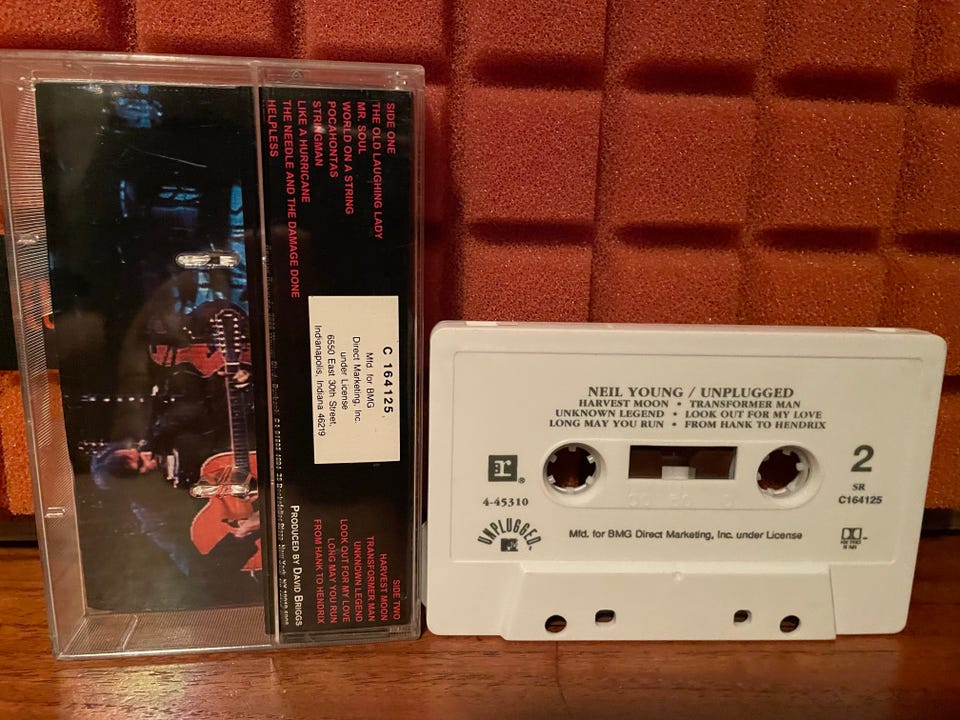 SIDE ONE
THE OLD LAUGHING LADY
MR. SOUL
WORLD ON A STRING
POCAHONTAS
STRINGMAN
LIKE A HURRICANE
THE NEEDLE AND THE DAMAGE DONE
HELPLESS
C 164125
Mfd. for BMG
Direct Marketing, Inc.
under License
6550 East 30th Street,
Indianapolis, Indiana 46219
SIDE TWO
HARVEST MOON
TRANSFORMER MAN
UNKNOWN LEGEND
LOOK OUT FOR MY LOVE
LONG MAY YOU RUN
FROM HANK TO HENDRIX
PRODUCED BY DAVID BRIGGS
NEIL YOUNG / UNPLUGGED
HARVEST MOON • TRANSFORMER MAN
UNKNOWN LEGEND • LOOK OUT FOR MY LOVE
LONG MAY YOU RUN • FROM HANK TO HENDRIX
r®
4-45310
2
SR
C164125
UNPLUGGED
MTV
Mfd. for BMG Direct Marketing, Inc. under License